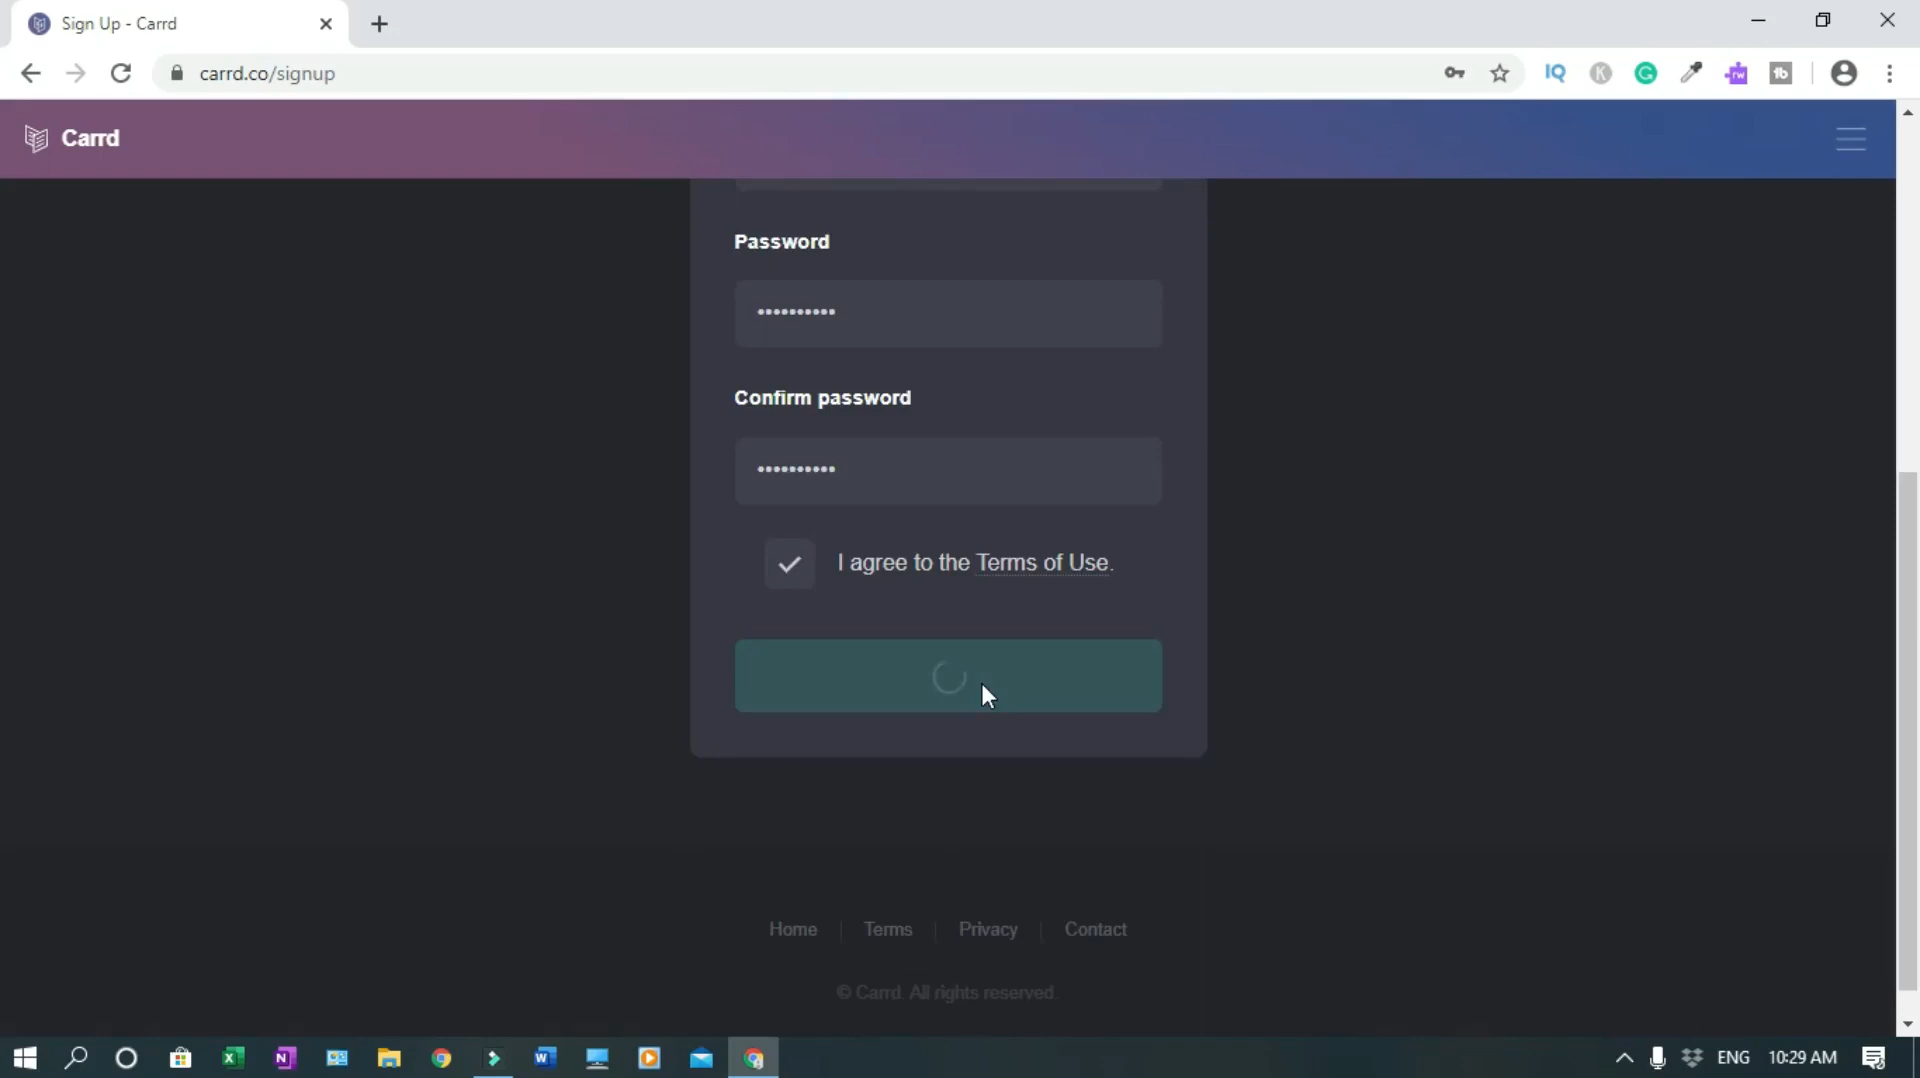 Sign Up - Carrd
carrd.co/signup
Carrd
Password
••••••••••
Confirm password
••••••••••
I agree to the Terms of Use.
Home | Terms | Privacy | Contact
© Carrd. All rights reserved.
ENG 10:29 AM